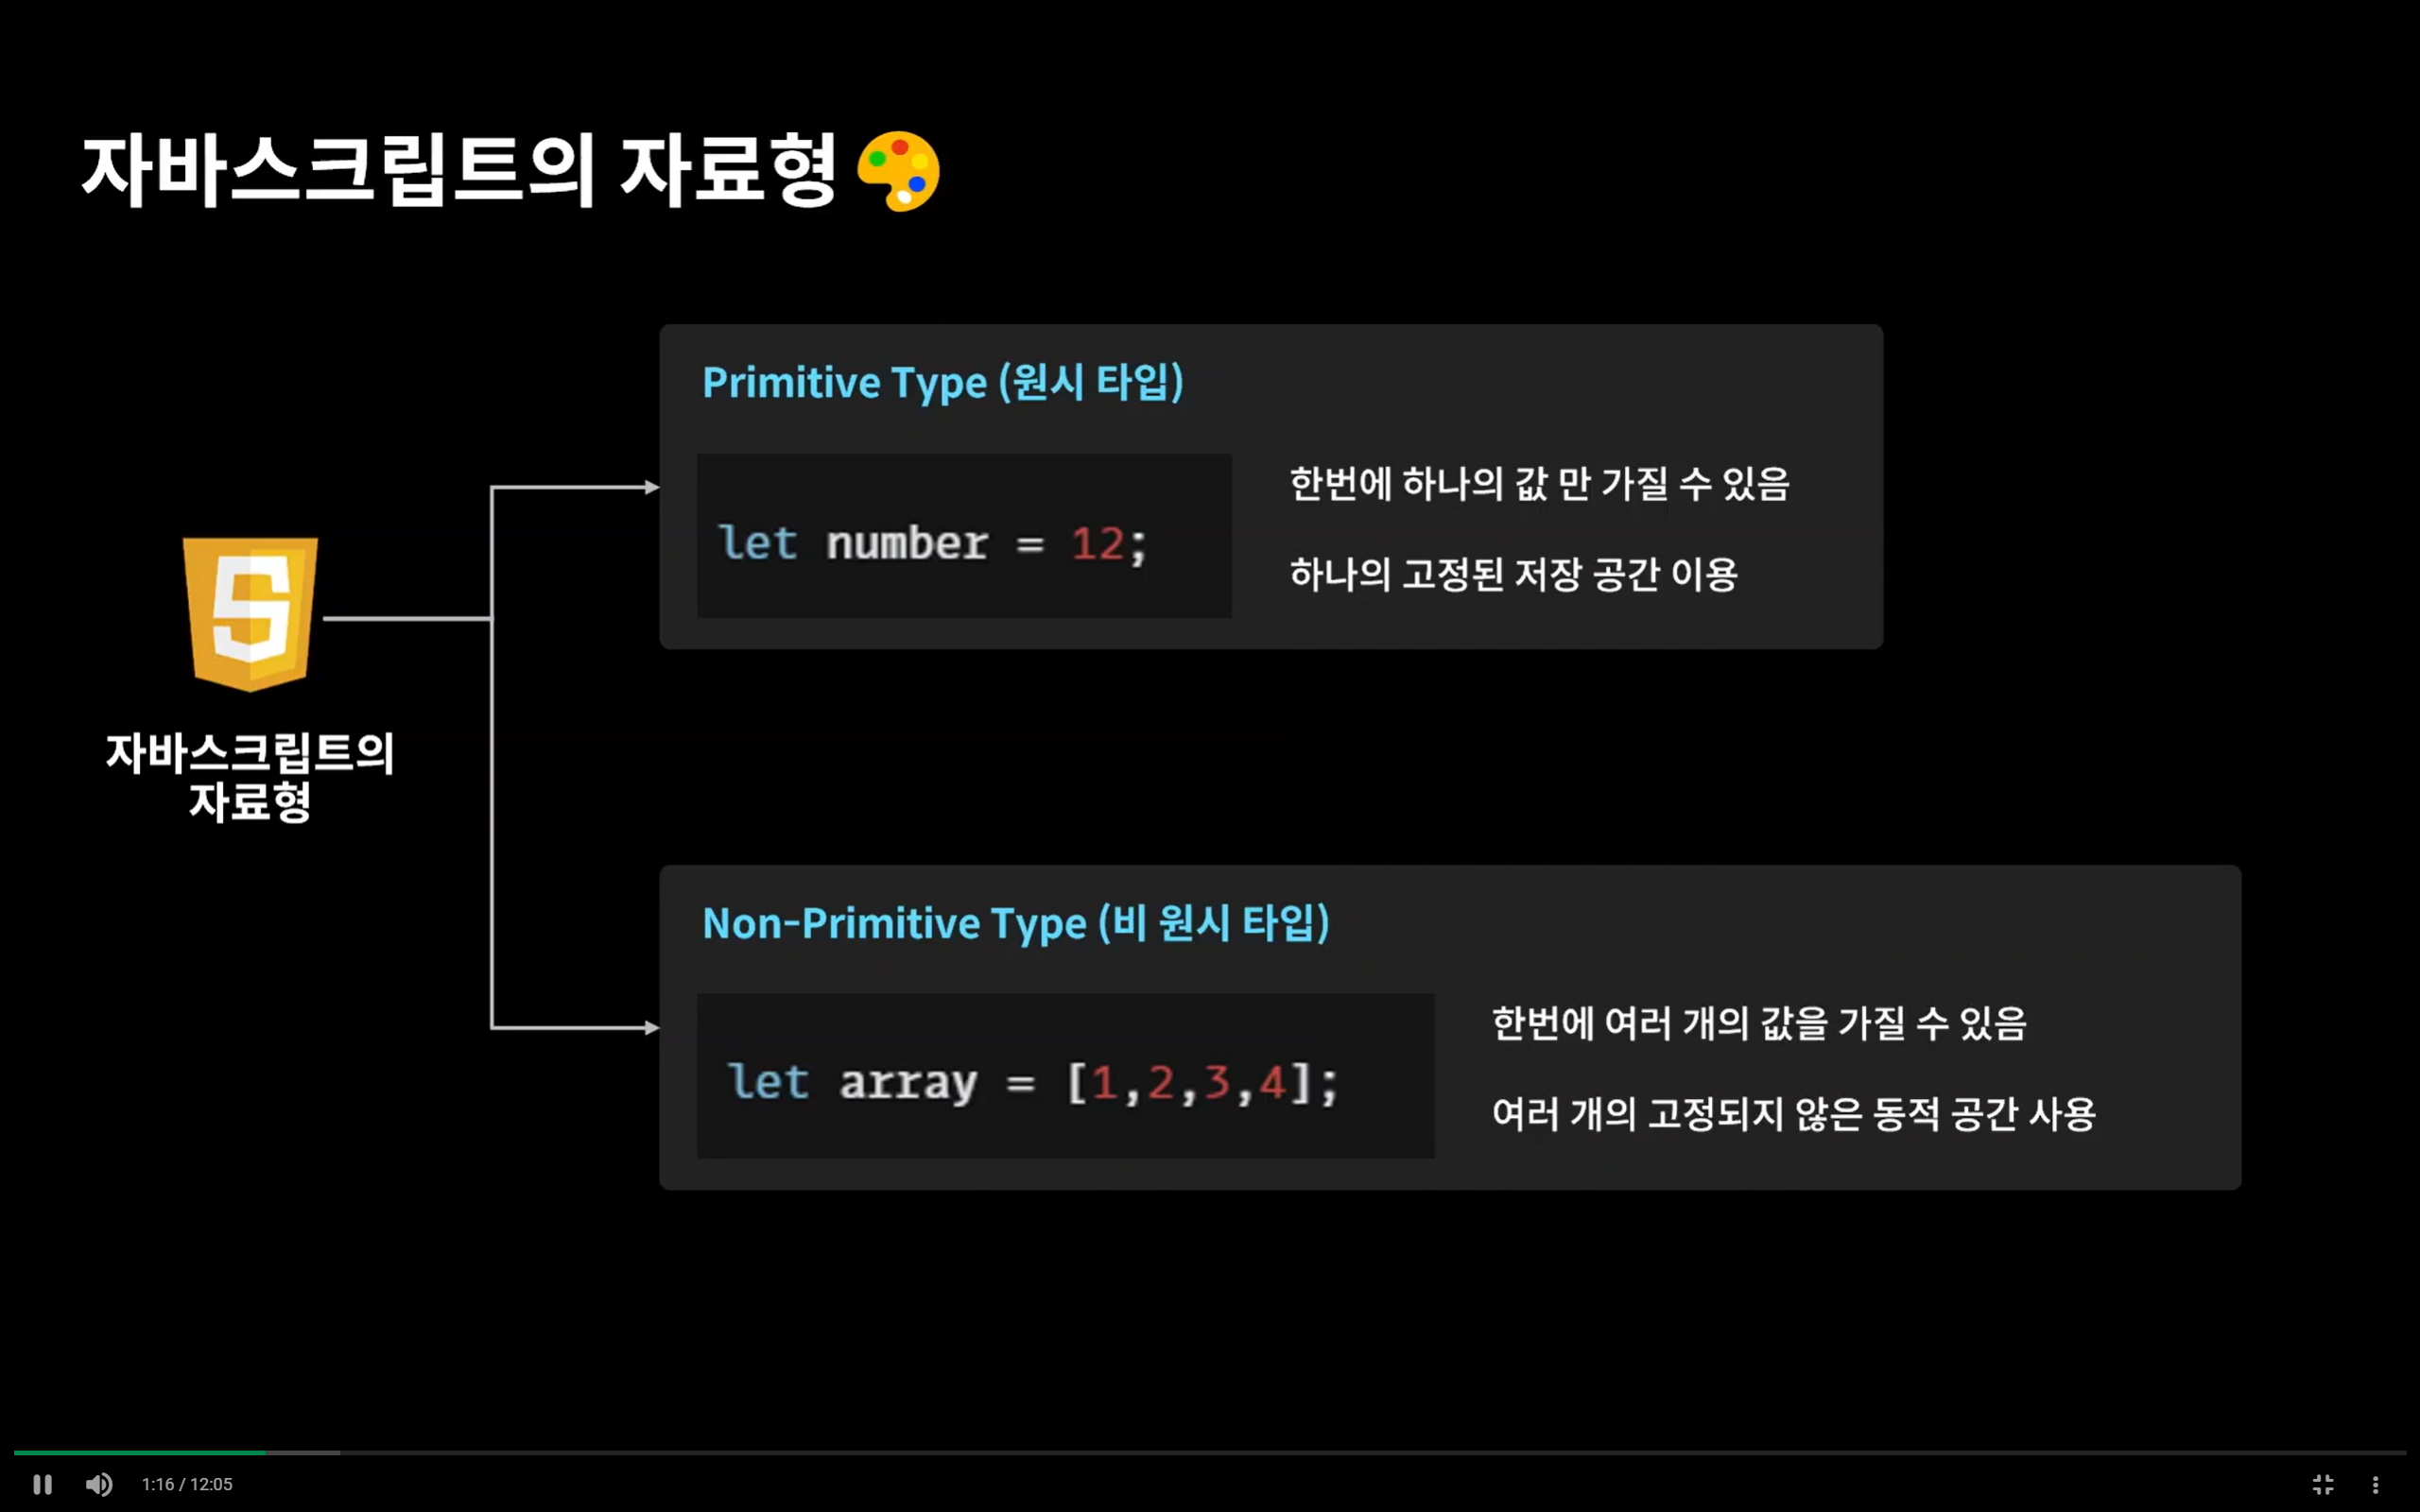 자바스크립트의 자료형
Primitive Type (원시 타입)
let number = 12;
한번에 하나의 값 만 가질 수 있음
하나의 고정된 저장 공간 이용
자바스크립트의
자료형
Non-Primitive Type (비 원시 타입)
let array = [1,2,3,4];
한번에 여러 개의 값을 가질 수 있음
여러 개의 고정되지 않은 동적 공간 사용
1:16 / 12:05